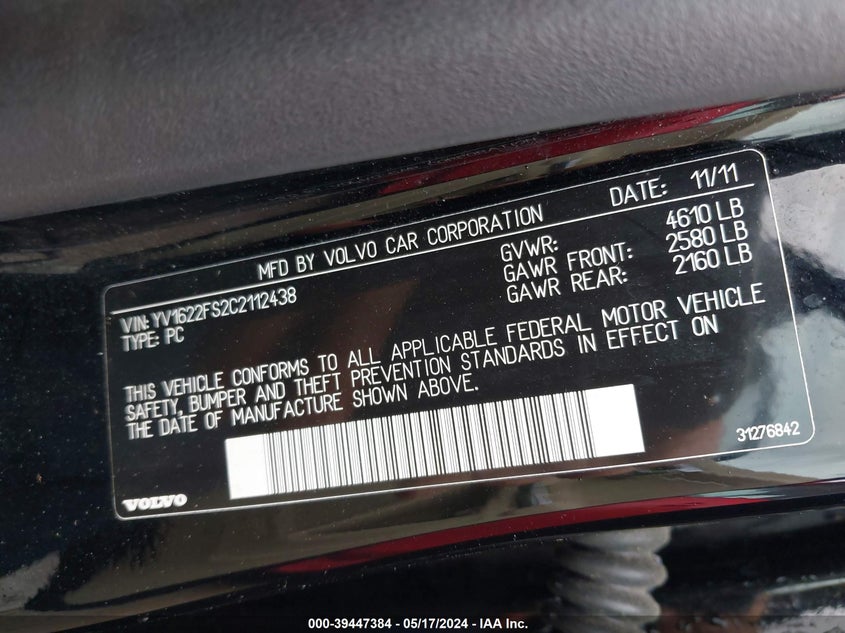 MFD BY VOLVO CAR CORPORATION DATE: 11/11
GVWR: 4610 LB
GAWR FRONT: 2580 LB
GAWR REAR: 2160 LB
VIN: YV1622FS2C2112438
TYPE: PC
THIS VEHICLE CONFORMS TO ALL APPLICABLE FEDERAL MOTOR VEHICLE
SAFETY, BUMPER AND THEFT PREVENTION STANDARDS IN EFFECT ON
THE DATE OF MANUFACTURE SHOWN ABOVE.
31276842
VOLVO
000-39447384 - 05/17/2024 - IAA Inc.